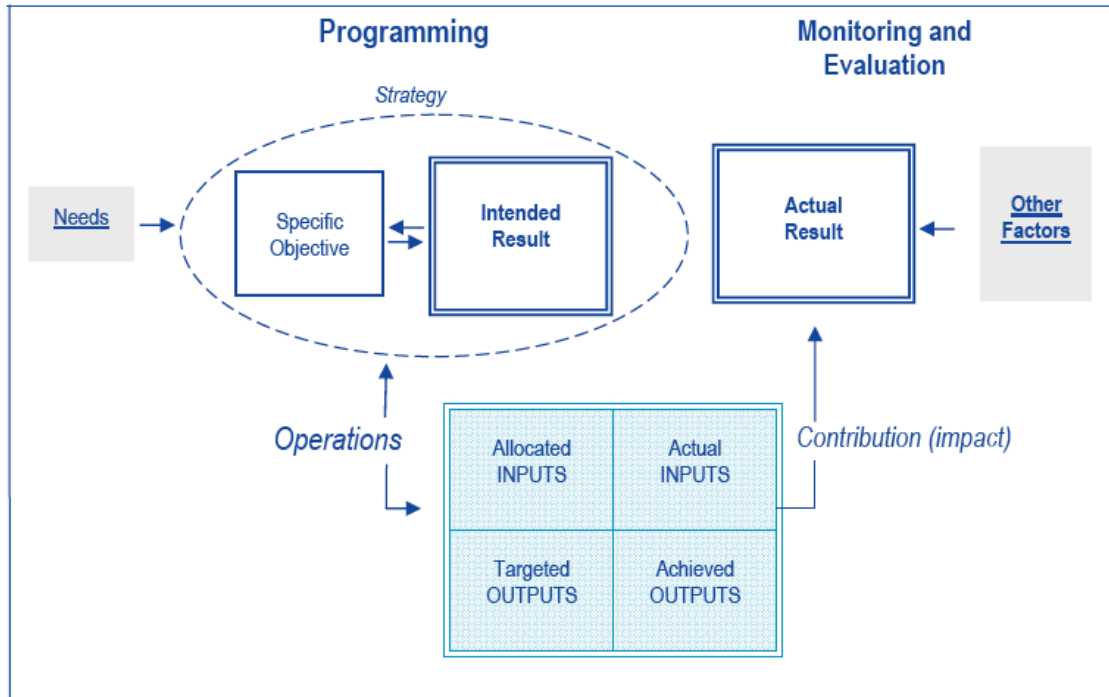 Programming
Monitoring and
Evaluation
Strategy
Needs
Specific
Objective
Intended
Result
Actual
Result
Other
Factors
Operations
Allocated
INPUTS
Actual
INPUTS
Contribution (impact)
Targeted
OUTPUTS
Achieved
OUTPUTS